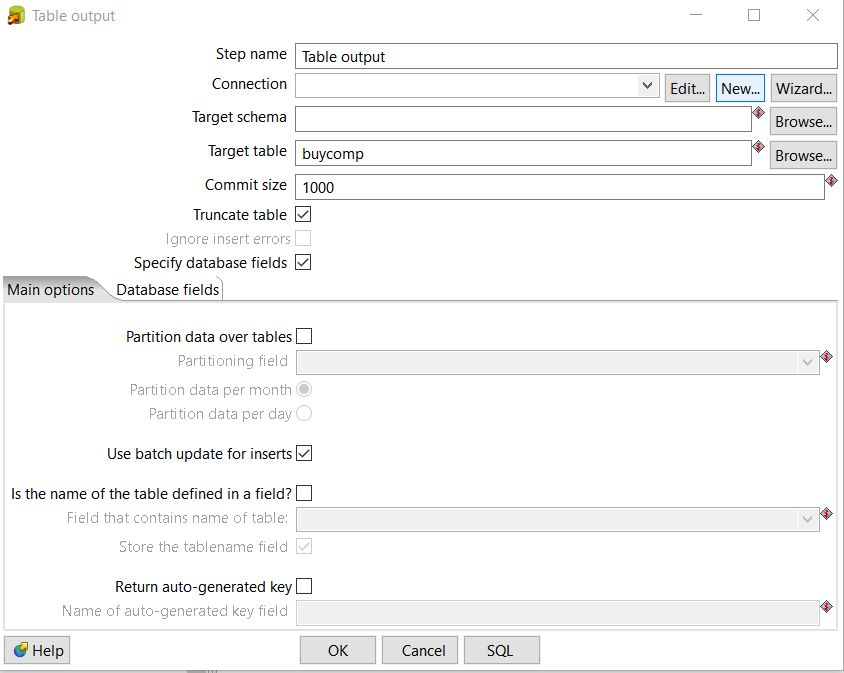 Table output
Step name Table output
Connection Edit... New... Wizard...
Target schema Browse...
Target table buycomp Browse...
Commit size 1000
Truncate table
Ignore insert errors
Specify database fields
Main options Database fields
Partition data over tables
Partitioning field
Partition data per month
Partition data per day
Use batch update for inserts
Is the name of the table defined in a field?
Field that contains name of table:
Store the tablename field
Return auto-generated key
Name of auto-generated key field
Help OK Cancel SQL